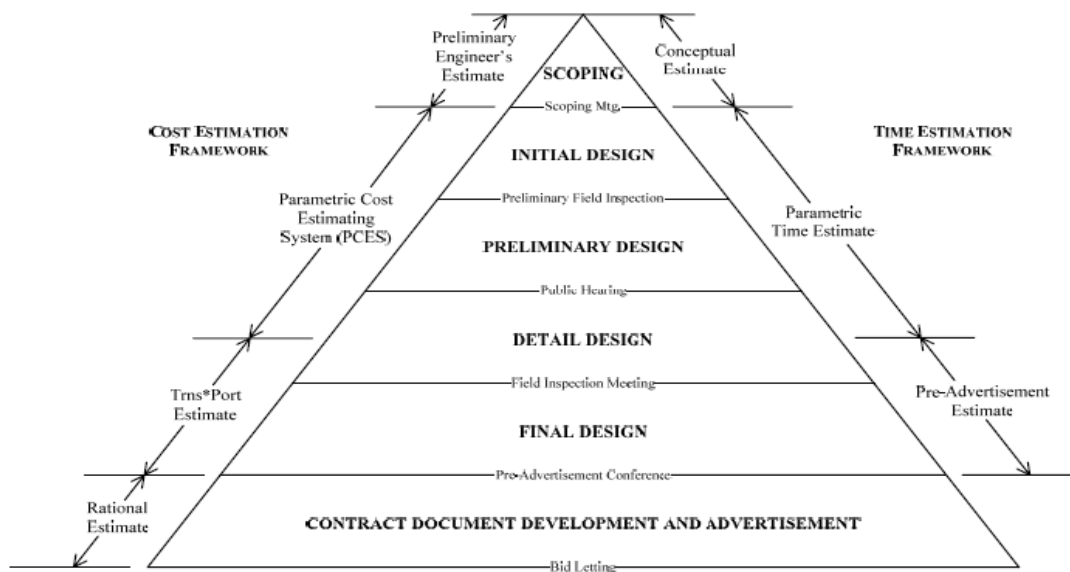 Preliminary
Engineer's
Estimate
Conceptual
Estimate
SCOPING
Scoping Mtg.
COST ESTIMATION
FRAMEWORK
TIME ESTIMATION
FRAMEWORK
INITIAL DESIGN
Preliminary Field Inspection
Parametric Cost
Estimating
System (PCES)
Parametric
Time Estimate
PRELIMINARY DESIGN
Public Hearing
DETAIL DESIGN
Field Inspection Meeting
Trns*Port
Estimate
Pre-Advertisement
Estimate
FINAL DESIGN
Pre-Advertisement Conference
Rational
Estimate
CONTRACT DOCUMENT DEVELOPMENT AND ADVERTISEMENT
Bid Letting